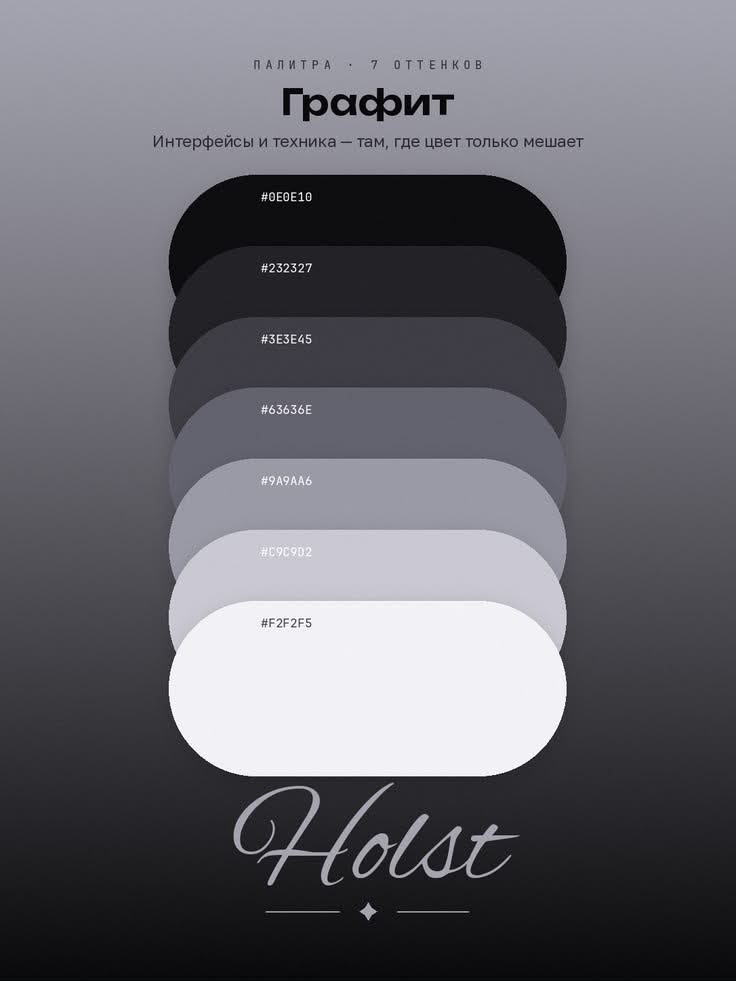 ПАЛИТРА · 7 ОТТЕНКОВ
Графит
Интерфейсы и техника — там, где цвет только мешает
#0E0E10
#232327
#3E3E45
#63636E
#9A9AA6
#C9C9D2
#F2F2F5
Holst